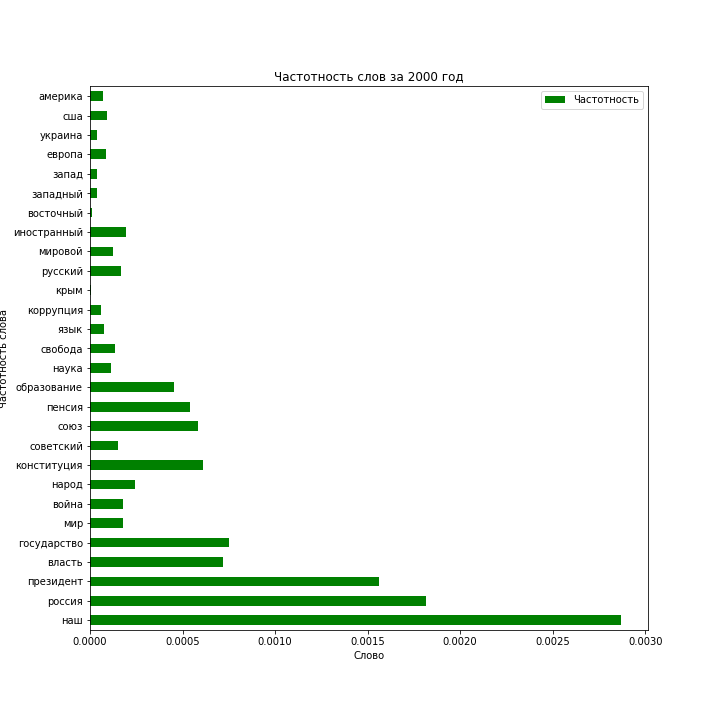 Частотность слов за 2000 год
Частотность
америка
сша
украина
европа
запад
западный
восточный
иностранный
мировой
русский
крым
коррупция
язык
свобода
наука
образование
пенсия
союз
советский
конституция
народ
война
мир
государство
власть
президент
россия
наш
Частотность слова
0.0000 0.0005 0.0010 0.0015 0.0020 0.0025 0.0030
Слово